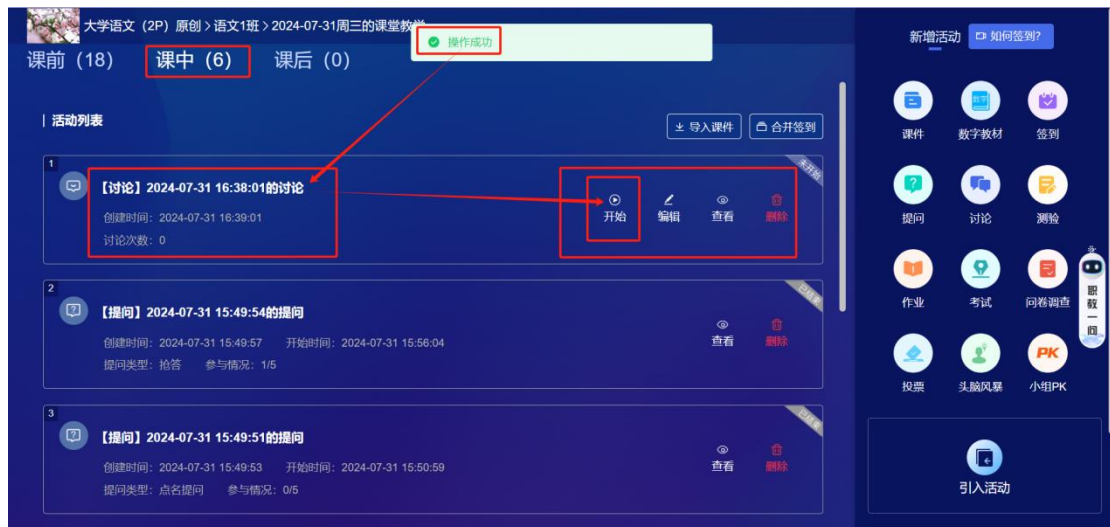 大学语文（2P）原创 > 语文1班 > 2024-07-31周三的课堂教学
操作成功
课前（18） 课中（6） 课后（0）
活动列表
导入课件 合并签到
1
未开始
【讨论】2024-07-31 16:38:01的讨论
创建时间：2024-07-31 16:39:01
讨论次数：0
开始 编辑 查看 删除
2
已结束
【提问】2024-07-31 15:49:54的提问
创建时间：2024-07-31 15:49:57 开始时间：2024-07-31 15:56:04
提问类型：抢答 参与情况：1/5
查看 删除
3
已结束
【提问】2024-07-31 15:49:51的提问
创建时间：2024-07-31 15:49:53 开始时间：2024-07-31 15:50:59
提问类型：点名提问 参与情况：0/5
查看 删除
新增活动 如何签到?
课件 数字教材 签到
数字
提问 讨论 测验
作业 考试 问卷调查
投票 头脑风暴 小组PK
PK
引入活动
职教一问